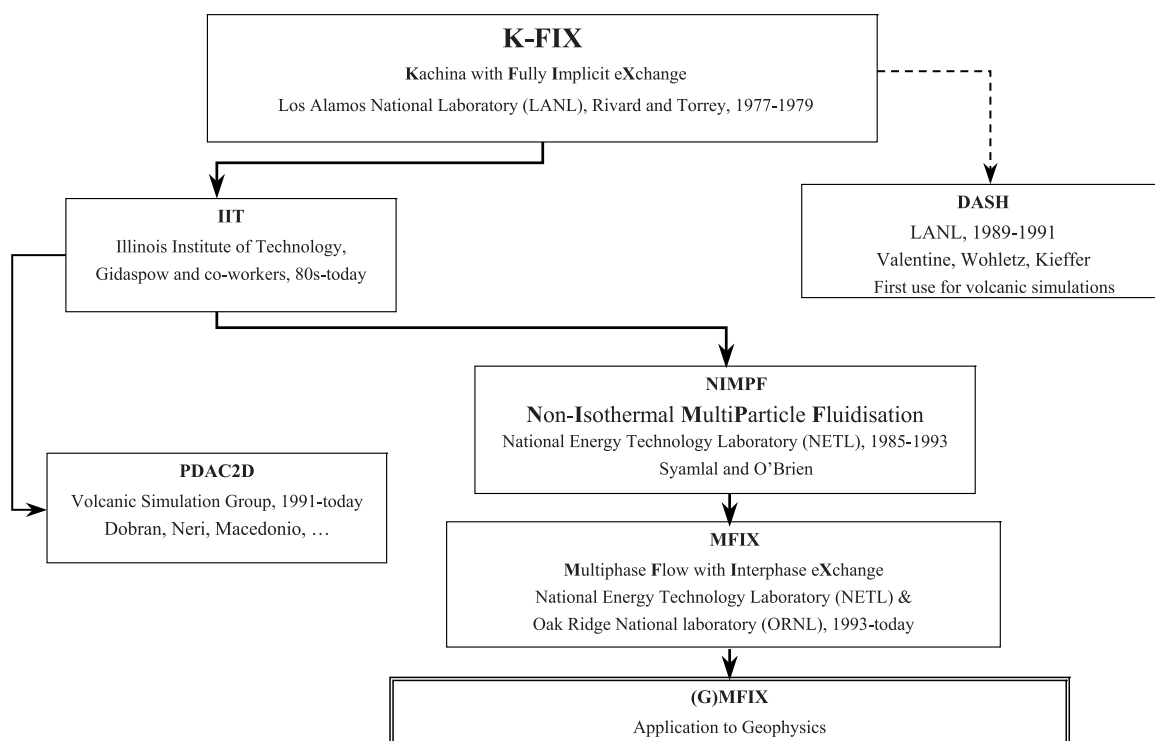 K-FIX
Kachina with Fully Implicit eXchange
Los Alamos National Laboratory (LANL), Rivard and Torrey, 1977-1979
IIT
Illinois Institute of Technology,
Gidaspow and co-workers, 80s-today
DASH
LANL, 1989-1991
Valentine, Wohletz, Kieffer
First use for volcanic simulations
NIMPF
Non-Isothermal MultiParticle Fluidisation
National Energy Technology Laboratory (NETL), 1985-1993
Syamlal and O’Brien
PDAC2D
Volcanic Simulation Group, 1991-today
Dobran, Neri, Macedonio, …
MFIX
Multiphase Flow with Interphase eXchange
National Energy Technology Laboratory (NETL) &
Oak Ridge National laboratory (ORNL), 1993-today
(G)MFIX
Application to Geophysics